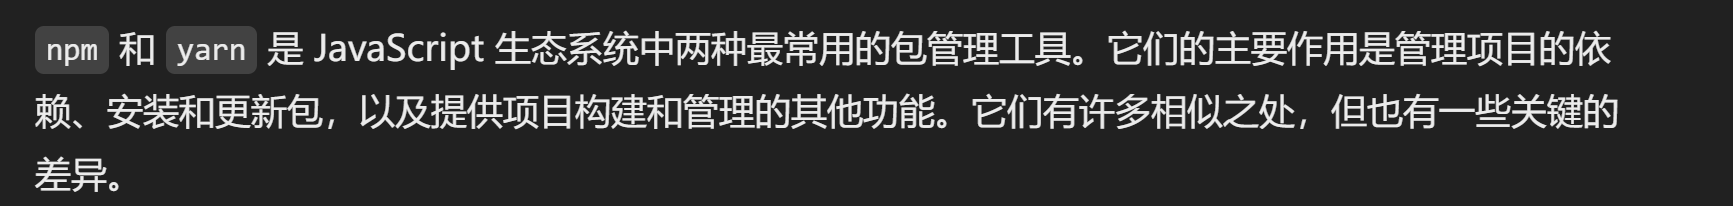 npm 和 yarn 是 JavaScript 生态系统中两种最常用的包管理工具。它们的主要作用是管理项目的依
赖、安装和更新包，以及提供项目构建和管理的其他功能。它们有许多相似之处，但也有一些关键的
差异。